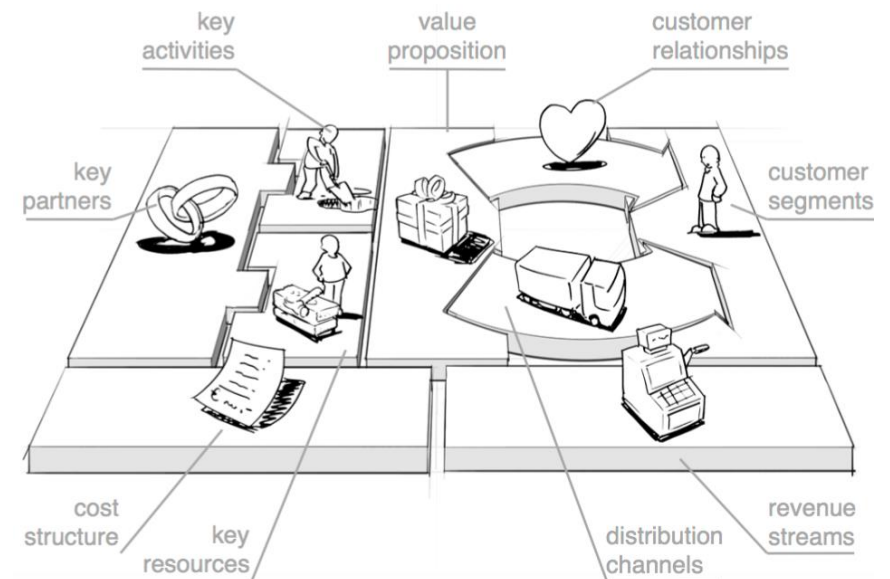 key
activities
value
proposition
customer
relationships
key
partners
customer
segments
cost
structure
key
resources
distribution
channels
revenue
streams